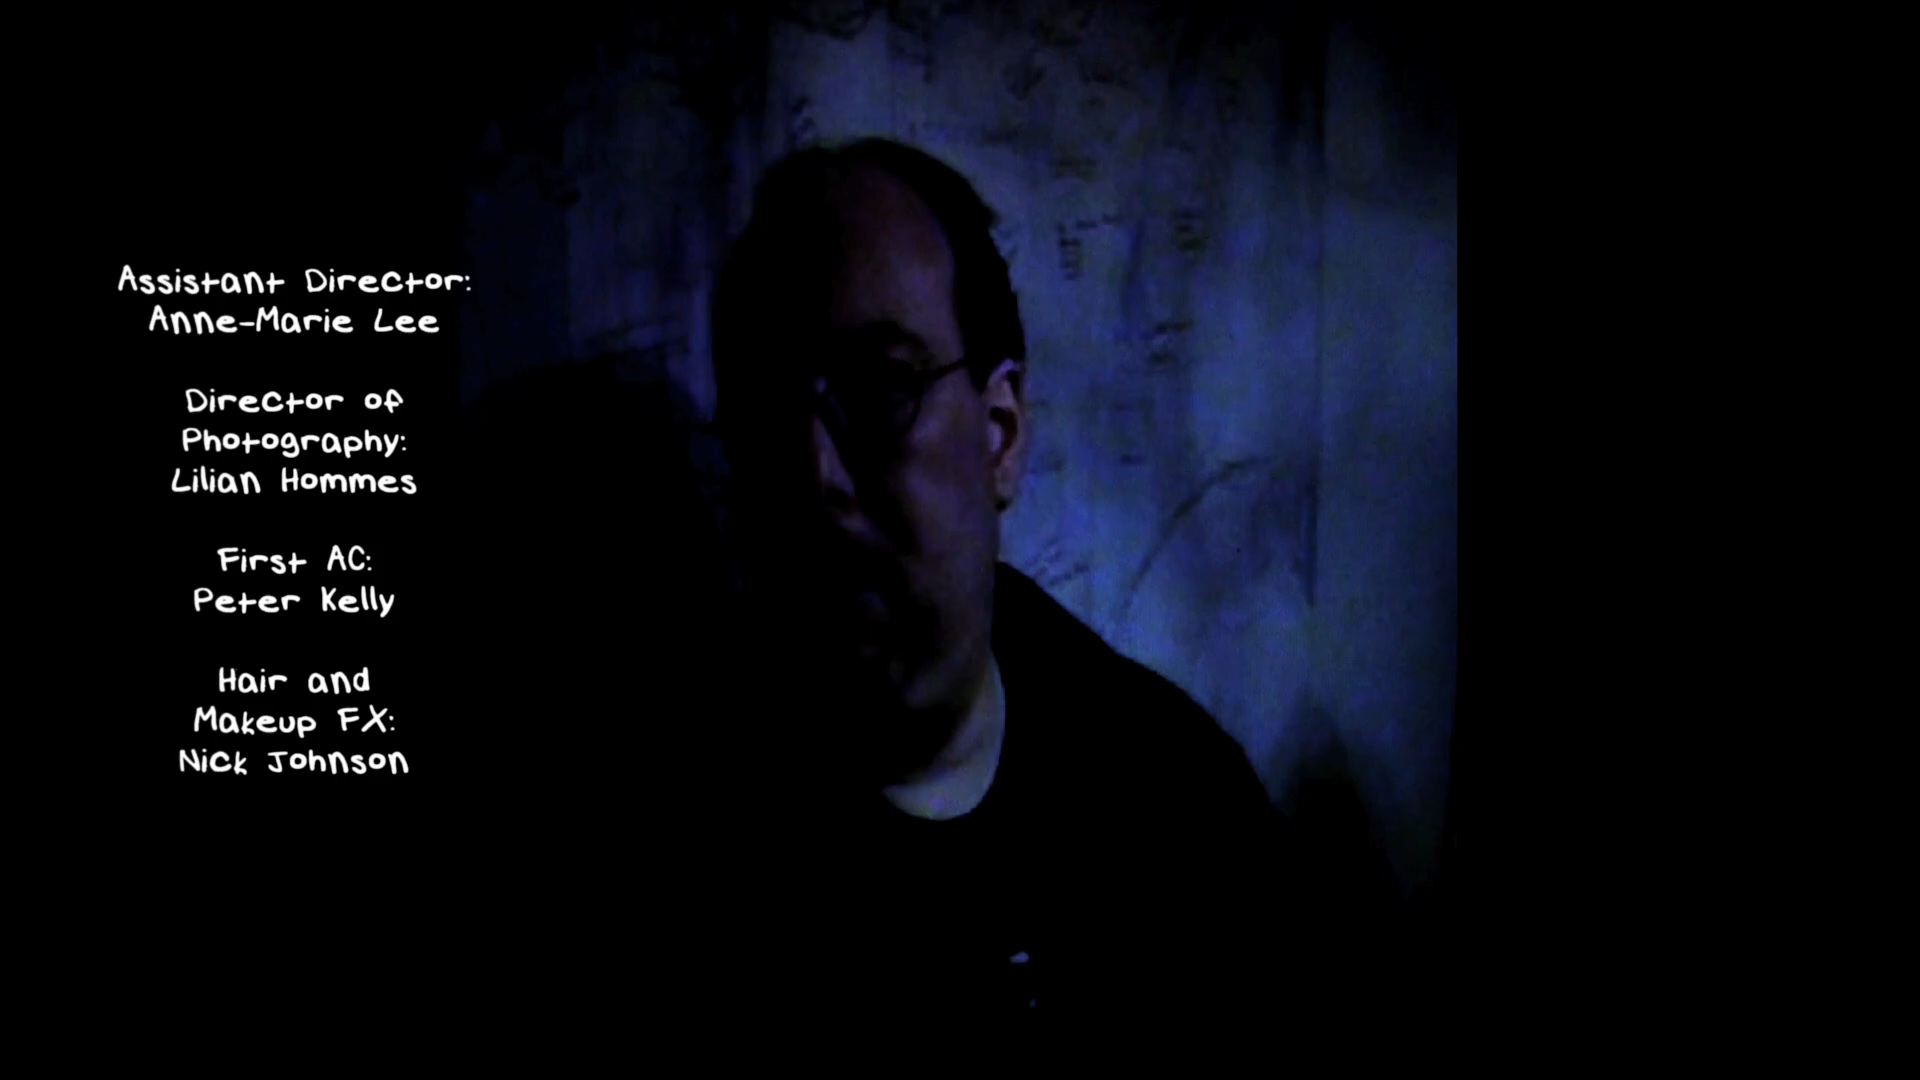 Assistant Director:
Anne-Marie Lee
Director of
Photography:
Lilian Hommes
First AC:
Peter Kelly
Hair and
Makeup FX:
Nick Johnson